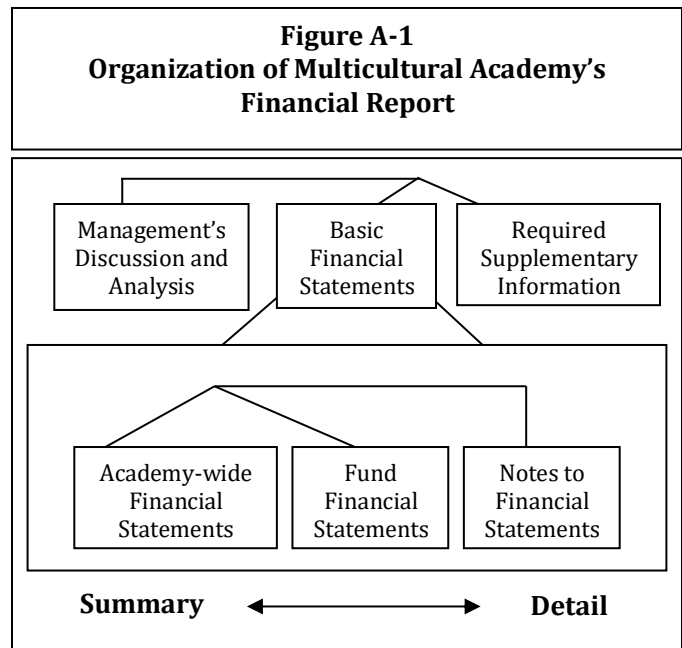 Figure A-1
Organization of Multicultural Academy’s
Financial Report
Management’s
Discussion and
Analysis
Basic
Financial
Statements
Required
Supplementary
Information
Academy-wide
Financial
Statements
Fund
Financial
Statements
Notes to
Financial
Statements
Summary
Detail